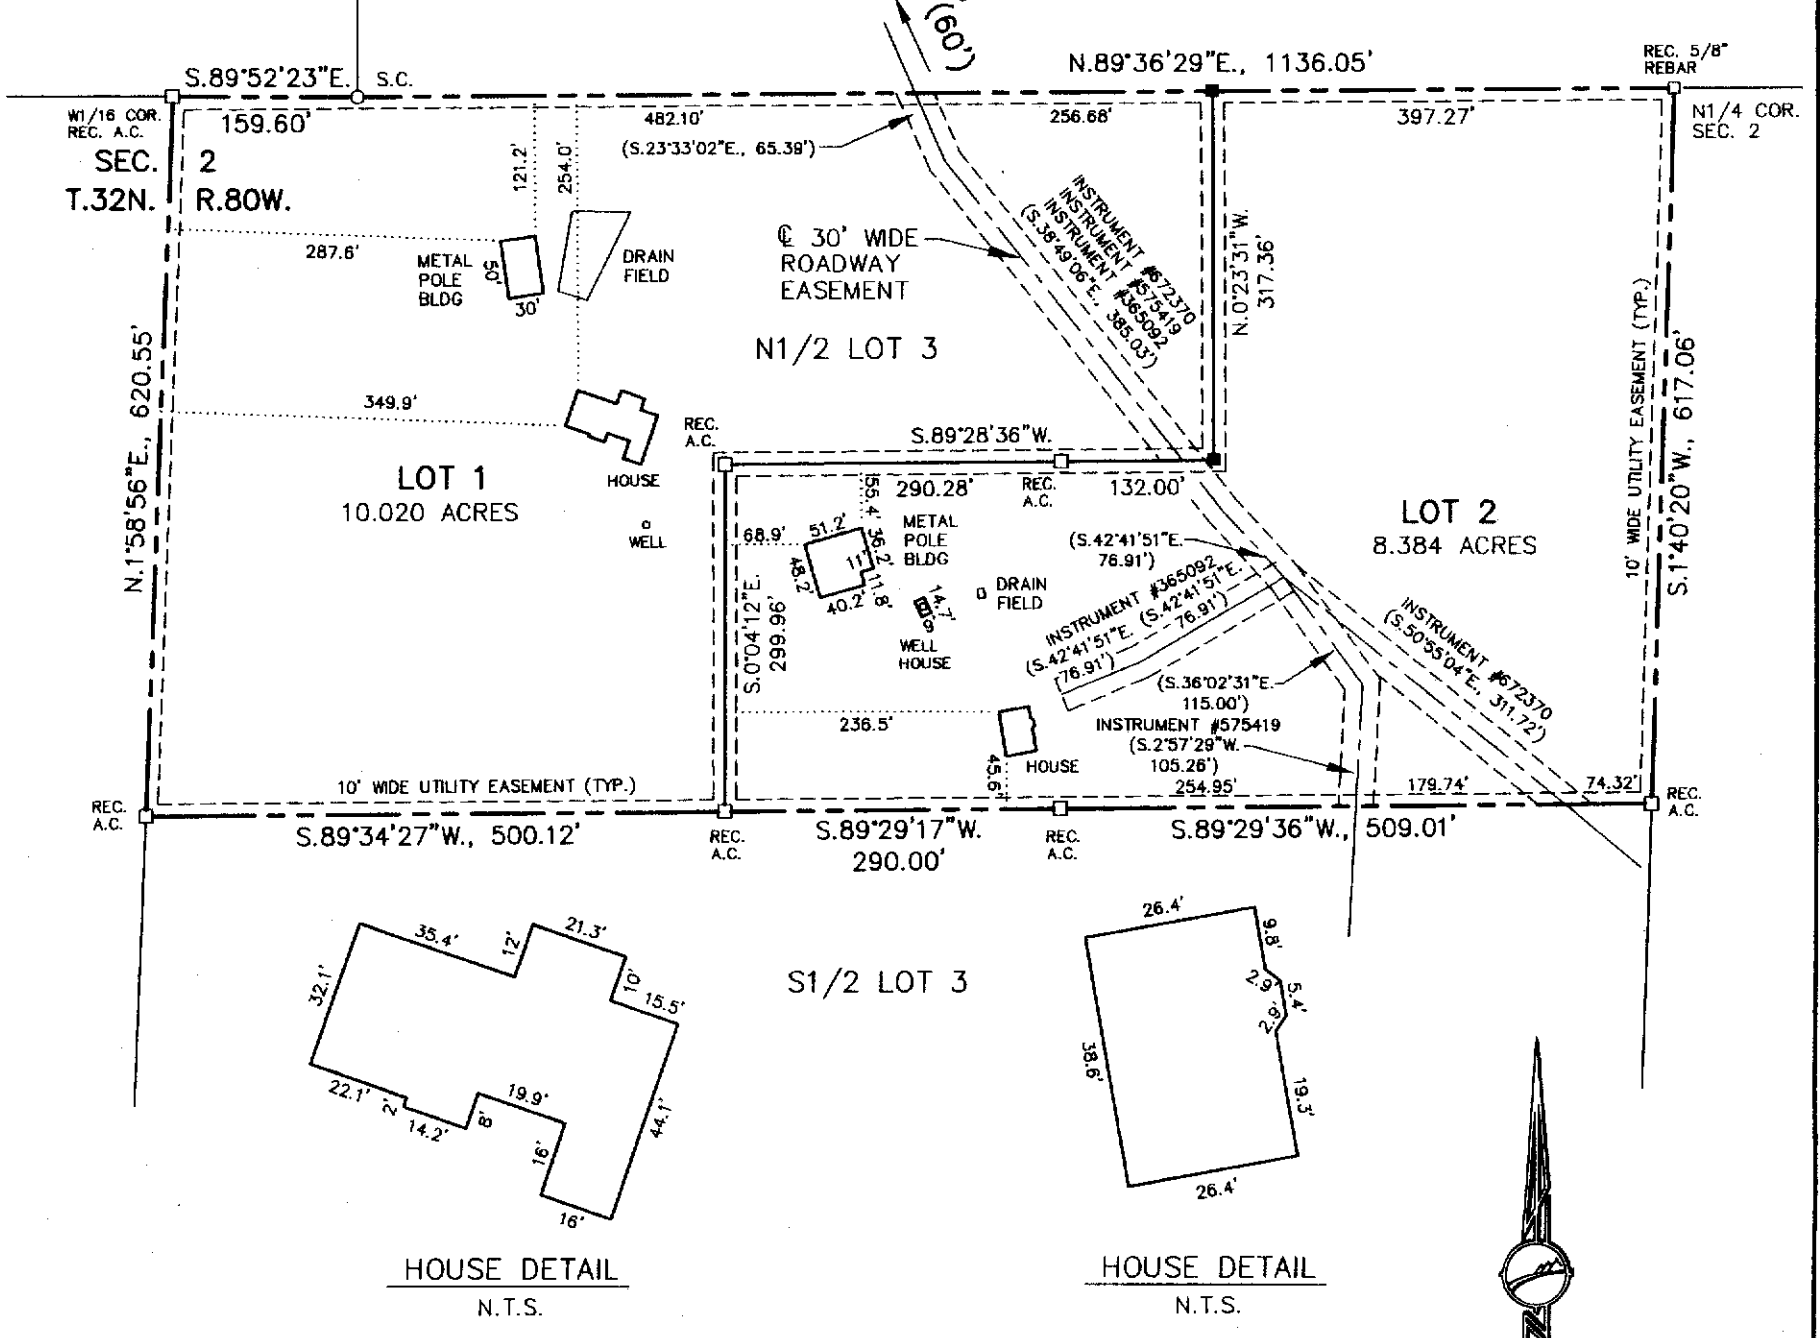 (60')
S.89°52'23"E.
S.C.
N.89°36'29"E., 1136.05'
REC. 5/8"
REBAR
W1/16 COR.
REC. A.C.
159.60'
482.10'
256.68'
397.27'
N1/4 COR.
SEC. 2
(S.23°33'02"E., 65.39')
SEC. 2
T.32N. R.80W.
121.2'
254.0'
287.6'
METAL
POLE
BLDG
50'
30'
DRAIN
FIELD
℄ 30' WIDE
ROADWAY
EASEMENT
INSTRUMENT #672370
INSTRUMENT #575419
INSTRUMENT #365092
(S.38°49'06"E., 385.03')
N.0°23'31"W.
317.36'
N1/2 LOT 3
N.1°58'56"E., 620.55'
349.9'
HOUSE
WELL
LOT 1
10.020 ACRES
REC.
A.C.
S.89°28'36"W.
290.28'
REC.
A.C.
132.00'
10' WIDE UTILITY EASEMENT (TYP.)
S.1°40'20"W., 617.06'
LOT 2
8.384 ACRES
55.4'
68.9'
51.2'
36.2'
11'
48.2'
40.2'
11.8'
METAL
POLE
BLDG
14.7'
9'
WELL
HOUSE
DRAIN
FIELD
(S.42°41'51"E.
76.91')
INSTRUMENT #365092
(S.42°41'51"E. (S.42°41'51"E.
76.91') 76.91')
S.0°04'12"E.
299.96'
(S.36°02'31"E.
115.00')
INSTRUMENT #575419
(S.2°57'29"W.
105.26')
INSTRUMENT #672370
(S.50°55'04"E., 311.72')
236.5'
45.6'
HOUSE
254.95'
179.74'
74.32'
10' WIDE UTILITY EASEMENT (TYP.)
REC.
A.C.
S.89°34'27"W., 500.12'
REC.
A.C.
S.89°29'17"W.
290.00'
REC.
A.C.
S.89°29'36"W., 509.01'
REC.
A.C.
S1/2 LOT 3
35.4'
12'
21.3'
10'
15.5'
32.1'
22.1'
2'
14.2'
8'
19.9'
16'
16'
44.1'
HOUSE DETAIL
N.T.S.
26.4'
9.8'
2.9'
5.4'
2.9'
38.6'
19.3'
26.4'
HOUSE DETAIL
N.T.S.